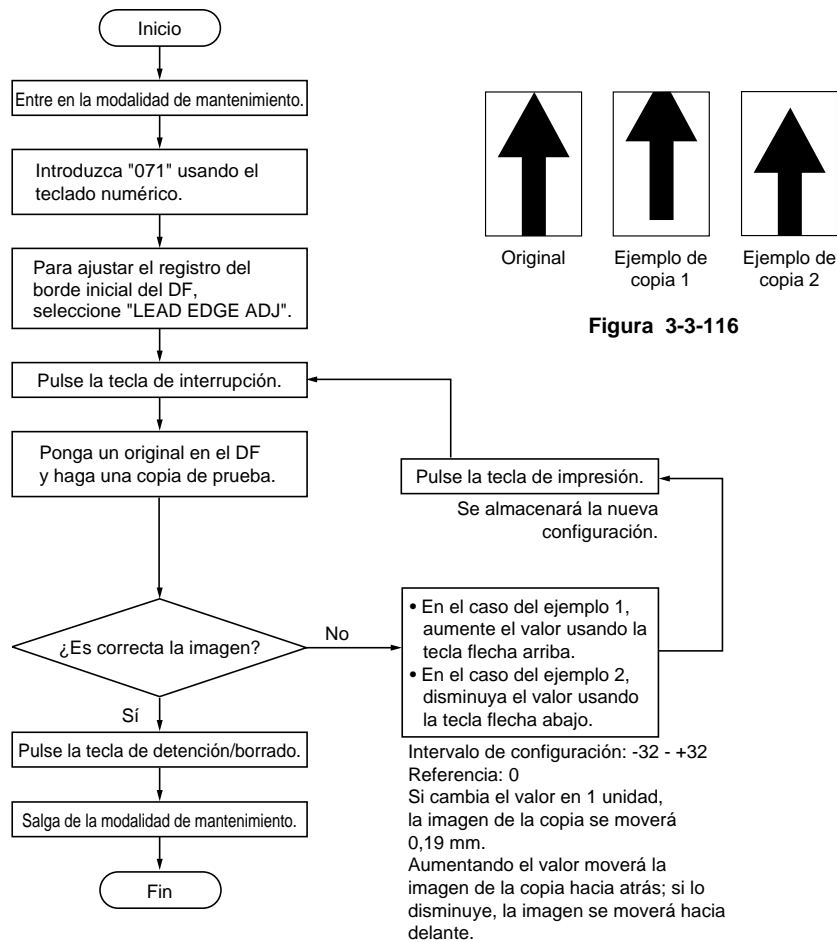 Inicio
Entre en la modalidad de mantenimiento.
Introduzca "071" usando el
teclado numérico.
Para ajustar el registro del
borde inicial del DF,
seleccione "LEAD EDGE ADJ".
Pulse la tecla de interrupción.
Ponga un original en el DF
y haga una copia de prueba.
¿Es correcta la imagen?
No
Sí
Pulse la tecla de detención/borrado.
Salga de la modalidad de mantenimiento.
Fin
Original
Ejemplo de
copia 1
Ejemplo de
copia 2
Figura 3-3-116
Pulse la tecla de impresión.
Se almacenará la nueva
configuración.
• En el caso del ejemplo 1,
aumente el valor usando la
tecla flecha arriba.
• En el caso del ejemplo 2,
disminuya el valor usando
la tecla flecha abajo.
Intervalo de configuración: -32 - +32
Referencia: 0
Si cambia el valor en 1 unidad,
la imagen de la copia se moverá
0,19 mm.
Aumentando el valor moverá la
imagen de la copia hacia atrás; si lo
disminuye, la imagen se moverá hacia
delante.